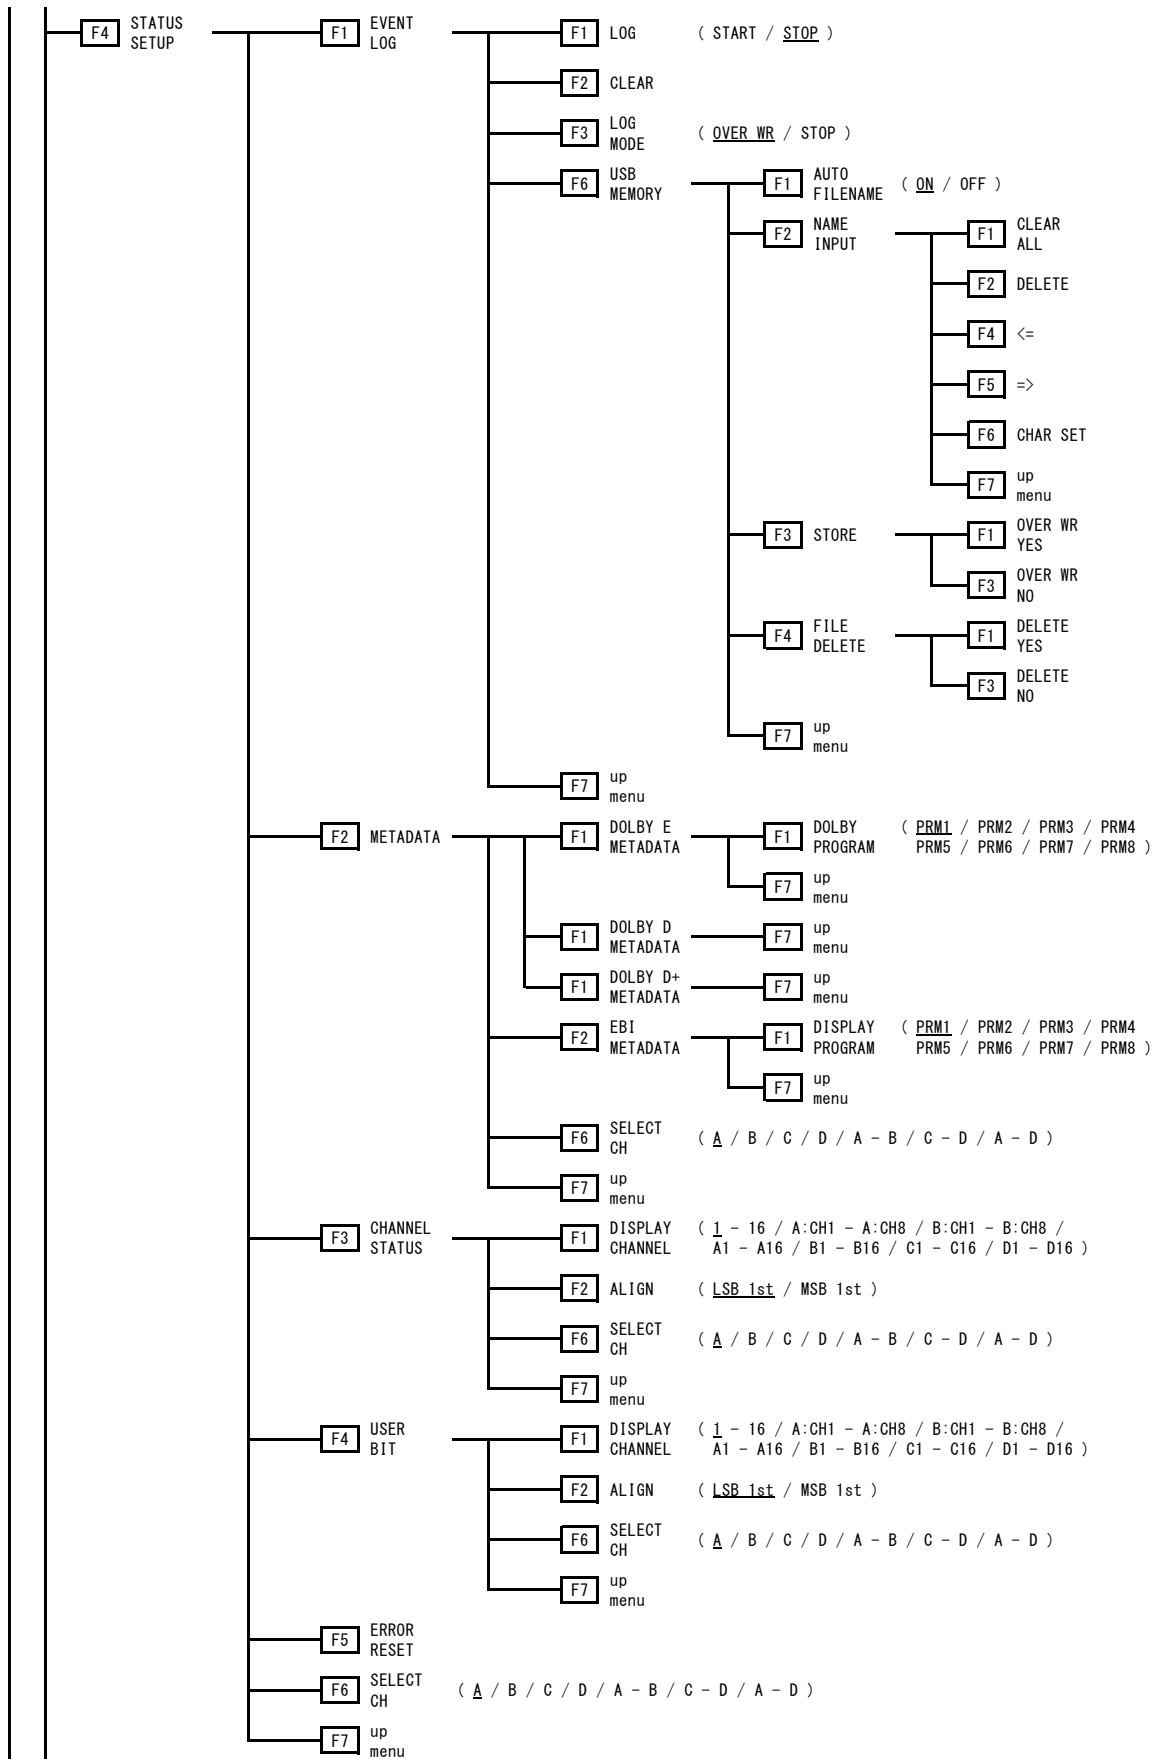 F4 STATUS SETUP
F1 EVENT LOG
F1 LOG ( START / STOP )
F2 CLEAR
F3 LOG MODE ( OVER WR / STOP )
F6 USB MEMORY
F1 AUTO FILENAME ( ON / OFF )
F2 NAME INPUT
F1 CLEAR ALL
F2 DELETE
F4 <=
F5 =>
F6 CHAR SET
F7 up menu
F3 STORE
F1 OVER WR YES
F3 OVER WR NO
F4 FILE DELETE
F1 DELETE YES
F3 DELETE NO
F7 up menu
F7 up menu
F2 METADATA
F1 DOLBY E METADATA
F1 DOLBY PROGRAM ( PRM1 / PRM2 / PRM3 / PRM4
PRM5 / PRM6 / PRM7 / PRM8 )
F7 up menu
F1 DOLBY D METADATA
F7 up menu
F1 DOLBY D+ METADATA
F7 up menu
F2 EBI METADATA
F1 DISPLAY PROGRAM ( PRM1 / PRM2 / PRM3 / PRM4
PRM5 / PRM6 / PRM7 / PRM8 )
F7 up menu
F6 SELECT CH ( A / B / C / D / A - B / C - D / A - D )
F7 up menu
F3 CHANNEL STATUS
F1 DISPLAY CHANNEL ( 1 - 16 / A:CH1 - A:CH8 / B:CH1 - B:CH8 /
A1 - A16 / B1 - B16 / C1 - C16 / D1 - D16 )
F2 ALIGN ( LSB 1st / MSB 1st )
F6 SELECT CH ( A / B / C / D / A - B / C - D / A - D )
F7 up menu
F4 USER BIT
F1 DISPLAY CHANNEL ( 1 - 16 / A:CH1 - A:CH8 / B:CH1 - B:CH8 /
A1 - A16 / B1 - B16 / C1 - C16 / D1 - D16 )
F2 ALIGN ( LSB 1st / MSB 1st )
F6 SELECT CH ( A / B / C / D / A - B / C - D / A - D )
F7 up menu
F5 ERROR RESET
F6 SELECT CH ( A / B / C / D / A - B / C - D / A - D )
F7 up menu